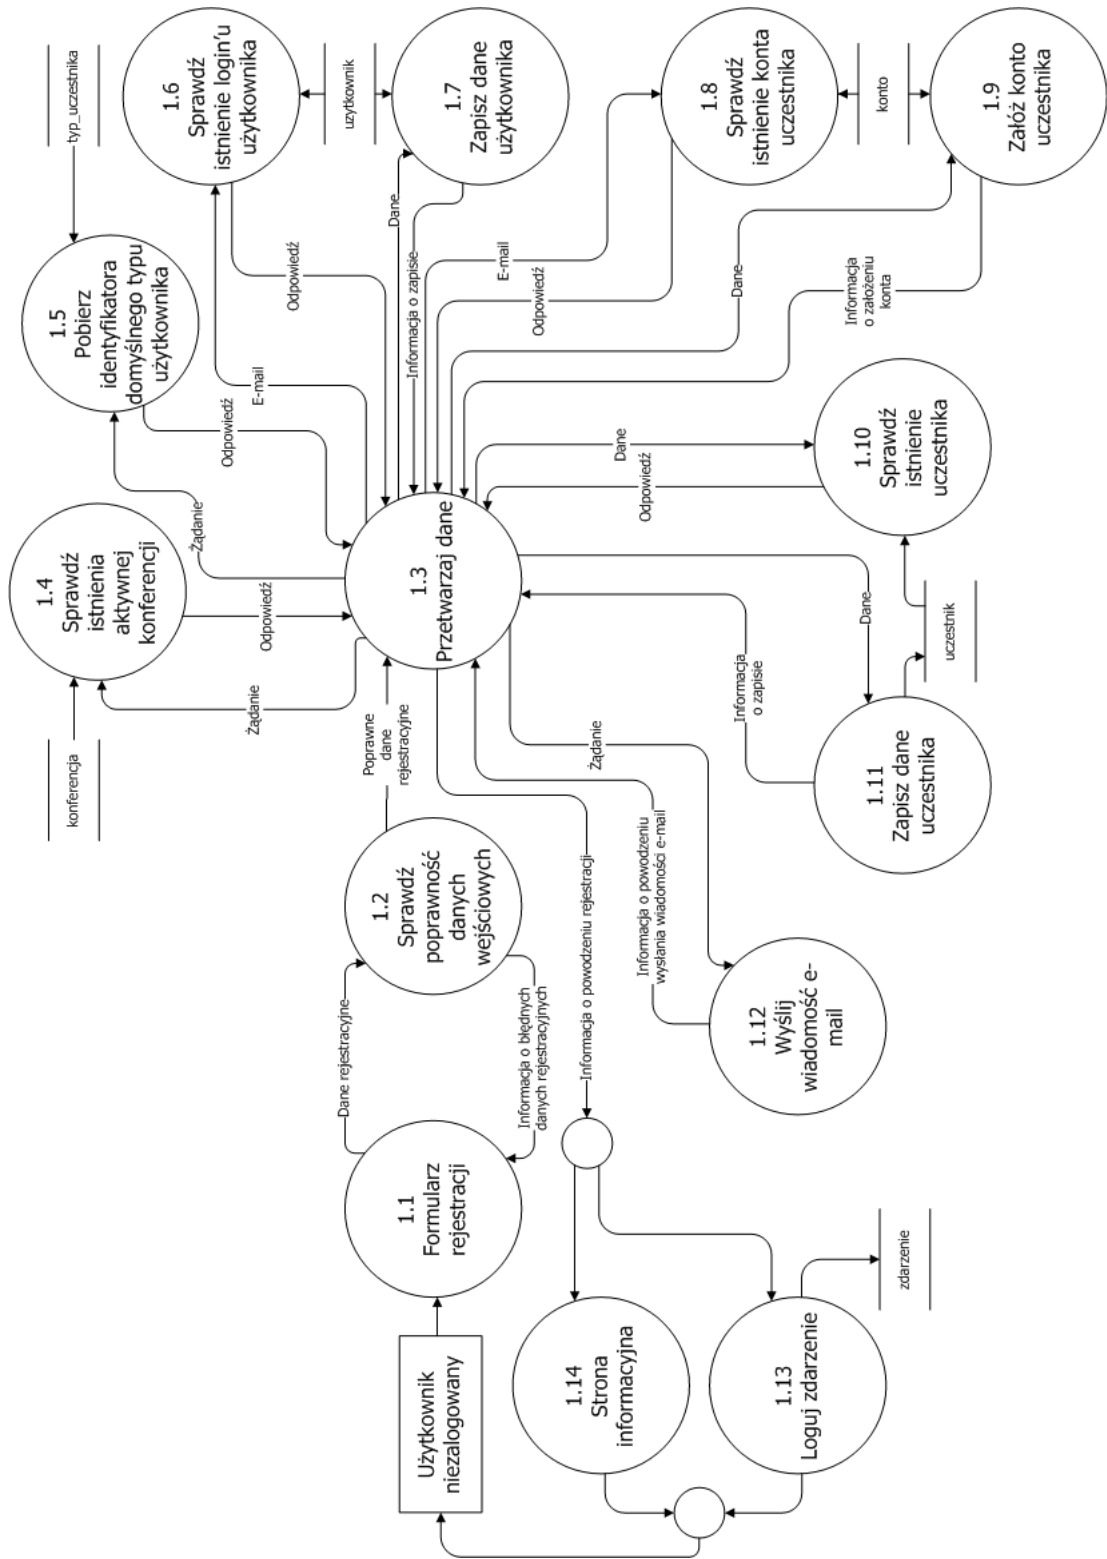 Użytkownik
niezalogowany
1.1
Formularz
rejestracji
Dane rejestracyjne
Informacja o błędnych
danych rejestracyjnych
1.2
Sprawdź
poprawność
danych
wejściowych
Poprawne
dane
rejestracyjne
1.3
Przetwarzaj dane
konferencja
1.4
Sprawdź
istnienia
aktywnej
konferencji
Żądanie
Odpowiedź
typ_uczestnika
1.5
Pobierz
identyfikatora
domyślnego typu
użytkownika
Żądanie
Odpowiedź
1.6
Sprawdź
istnienie login'u
użytkownika
E-mail
Odpowiedź
uzytkownik
1.7
Zapisz dane
użytkownika
Dane
Informacja o zapisie
1.8
Sprawdź
istnienie konta
uczestnika
E-mail
Odpowiedź
konto
1.9
Załóż konto
uczestnika
Dane
Informacja
o założeniu
konta
1.10
Sprawdź
istnienie
uczestnika
Dane
Odpowiedź
uczestnik
1.11
Zapisz dane
uczestnika
Dane
Informacja
o zapisie
1.12
Wyślij
wiadomość e-
mail
Żądanie
Informacja o powodzeniu
wysłania wiadomości e-mail
Informacja o powodzeniu rejestracji
1.14
Strona
informacyjna
1.13
Loguj zdarzenie
zdarzenie